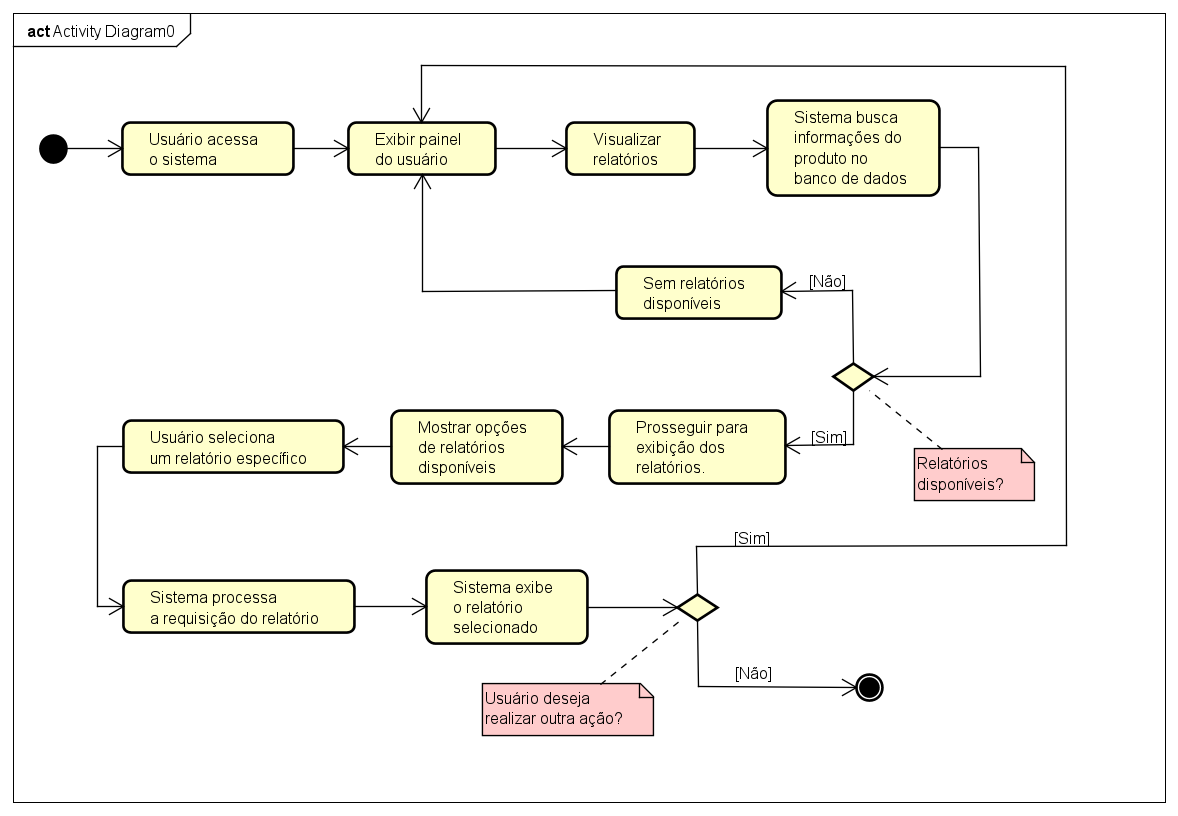 act Activity Diagram0
Usuário acessa
o sistema
Exibir painel
do usuário
Visualizar
relatórios
Sistema busca
informações do
produto no
banco de dados
Sem relatórios
disponíveis
[Não]
Usuário seleciona
um relatório específico
Mostrar opções
de relatórios
disponíveis
Prosseguir para
exibição dos
relatórios.
[Sim]
Relatórios
disponíveis?
Sistema processa
a requisição do relatório
Sistema exibe
o relatório
selecionado
[Sim]
[Não]
Usuário deseja
realizar outra ação?